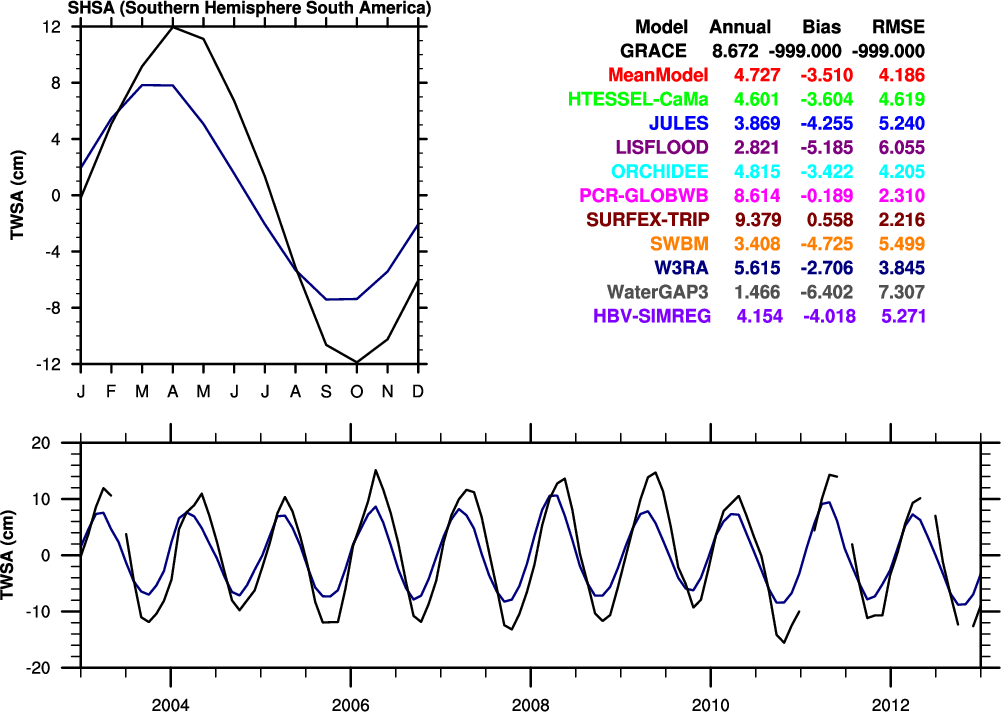 SHSA (Southern Hemisphere South America)
12
8
4
0
-4
-8
-12
TWSA (cm)
J F M A M J J A S O N D
Model Annual Bias RMSE
GRACE 8.672 -999.000 -999.000
MeanModel 4.727 -3.510 4.186
HTESSEL-CaMa 4.601 -3.604 4.619
JULES 3.869 -4.255 5.240
LISFLOOD 2.821 -5.185 6.055
ORCHIDEE 4.815 -3.422 4.205
PCR-GLOBWB 8.614 -0.189 2.310
SURFEX-TRIP 9.379 0.558 2.216
SWBM 3.408 -4.725 5.499
W3RA 5.615 -2.706 3.845
WaterGAP3 1.466 -6.402 7.307
HBV-SIMREG 4.154 -4.018 5.271
20
10
0
-10
-20
TWSA (cm)
2004 2006 2008 2010 2012